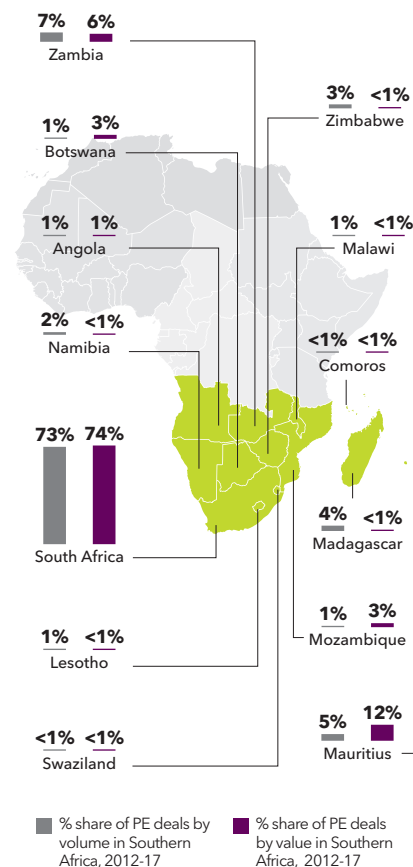 7% 6%
Zambia
3% <1%
Zimbabwe
1% 3%
Botswana
1% 1%
Angola
1% <1%
Malawi
2% <1%
Namibia
<1% <1%
Comoros
73% 74%
South Africa
4% <1%
Madagascar
1% <1%
Lesotho
1% 3%
Mozambique
<1% <1%
Swaziland
5% 12%
Mauritius
% share of PE deals by
volume in Southern
Africa, 2012-17
% share of PE deals
by value in Southern
Africa, 2012-17